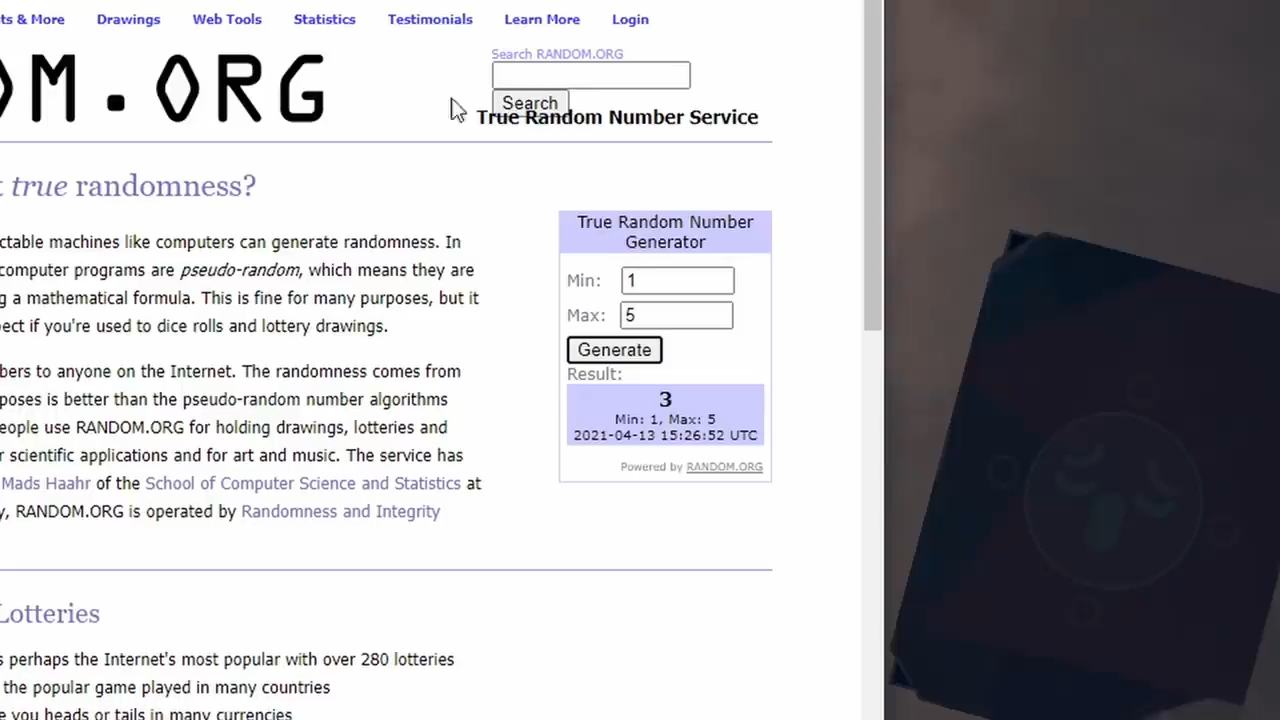 ts & More Drawings Web Tools Statistics Testimonials Learn More Login
Search RANDOM.ORG
OM.ORG
Search
True Random Number Service
t true randomness?
True Random Number
Generator
ctable machines like computers can generate randomness. In
computer programs are pseudo-random, which means they are
g a mathematical formula. This is fine for many purposes, but it
pect if you're used to dice rolls and lottery drawings.
Min: 1
Max: 5
Generate
Result:
3
Min: 1, Max: 5
2021-04-13 15:26:52 UTC
Powered by RANDOM.ORG
bers to anyone on the Internet. The randomness comes from
poses is better than the pseudo-random number algorithms
eople use RANDOM.ORG for holding drawings, lotteries and
r scientific applications and for art and music. The service has
Mads Haahr of the School of Computer Science and Statistics at
y, RANDOM.ORG is operated by Randomness and Integrity
Lotteries
s perhaps the Internet's most popular with over 280 lotteries
the popular game played in many countries
e you heads or tails in many currencies